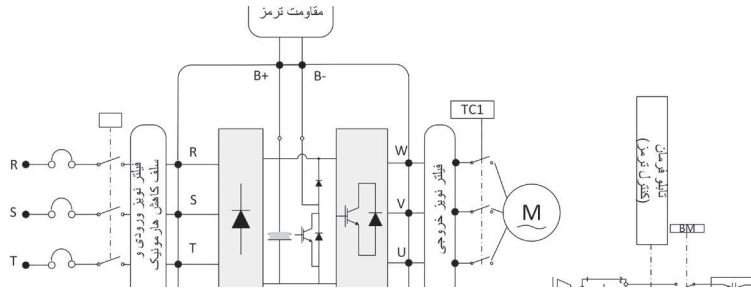 مقاومت ترمز
B+
B-
TC1
R
R
W
S
S
V
T
T
U
M
فیلتر نویز ورودی و
سلف کاهش هارمونیک
فیلتر نویز خروجی
تابلو فرمان
(کنترل ترمز)
BM